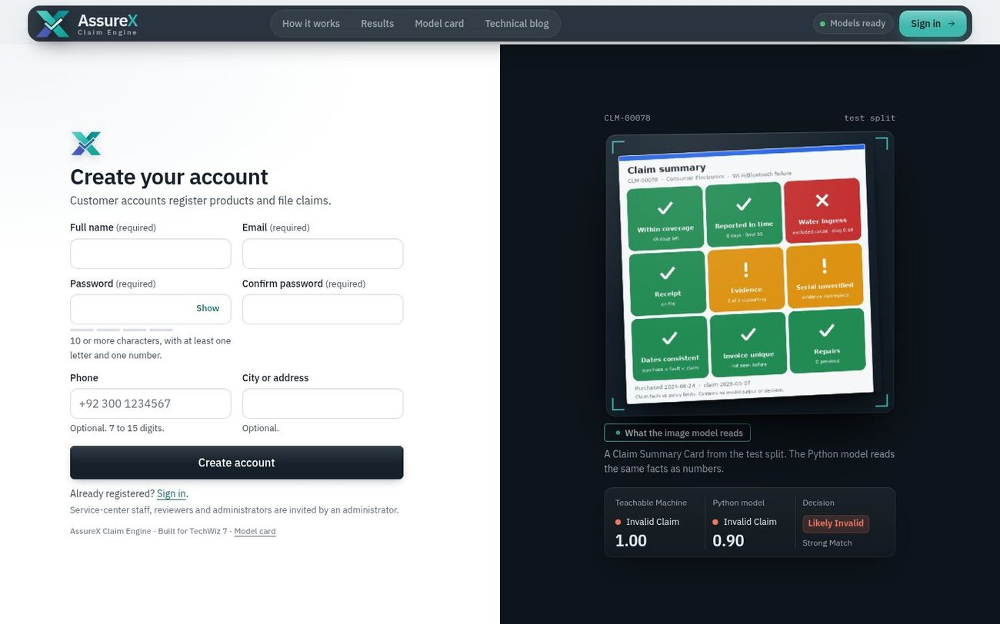 AssureX
Claim Engine
How it works
Results
Model card
Technical blog
Models ready
Sign in
Create your account
Customer accounts register products and file claims.
Full name (required)
Email (required)
Password (required)
Confirm password (required)
Show
10 or more characters, with at least one
letter and one number.
Phone
City or address
+92 300 1234567
Optional. 7 to 15 digits.
Optional.
Create account
Already registered? Sign in.
Service-center staff, reviewers and administrators are invited by an administrator.
AssureX Claim Engine · Built for TechWiz 7 · Model card
CLM-00078
test split
Claim summary
CLM-00078 · Consumer Electronics · Wi-Fi/Bluetooth failure
Within coverage
45 days left
Reported in time
8 days · limit 30
Water Ingress
excluded cause · diag 0.68
Receipt
on file
Evidence
2 of 3 supporting
Serial unverified
evidence incomplete
Dates consistent
purchase < fault < claim
Invoice unique
not seen before
Repairs
0 previous
Purchased 2024-06-24 · claim 2026-05-07
Claim facts vs policy limits. Contains no model output or decision.
What the image model reads
A Claim Summary Card from the test split. The Python model reads
the same facts as numbers.
Teachable Machine
Invalid Claim
1.00
Python model
Invalid Claim
0.90
Decision
Likely Invalid
Strong Match